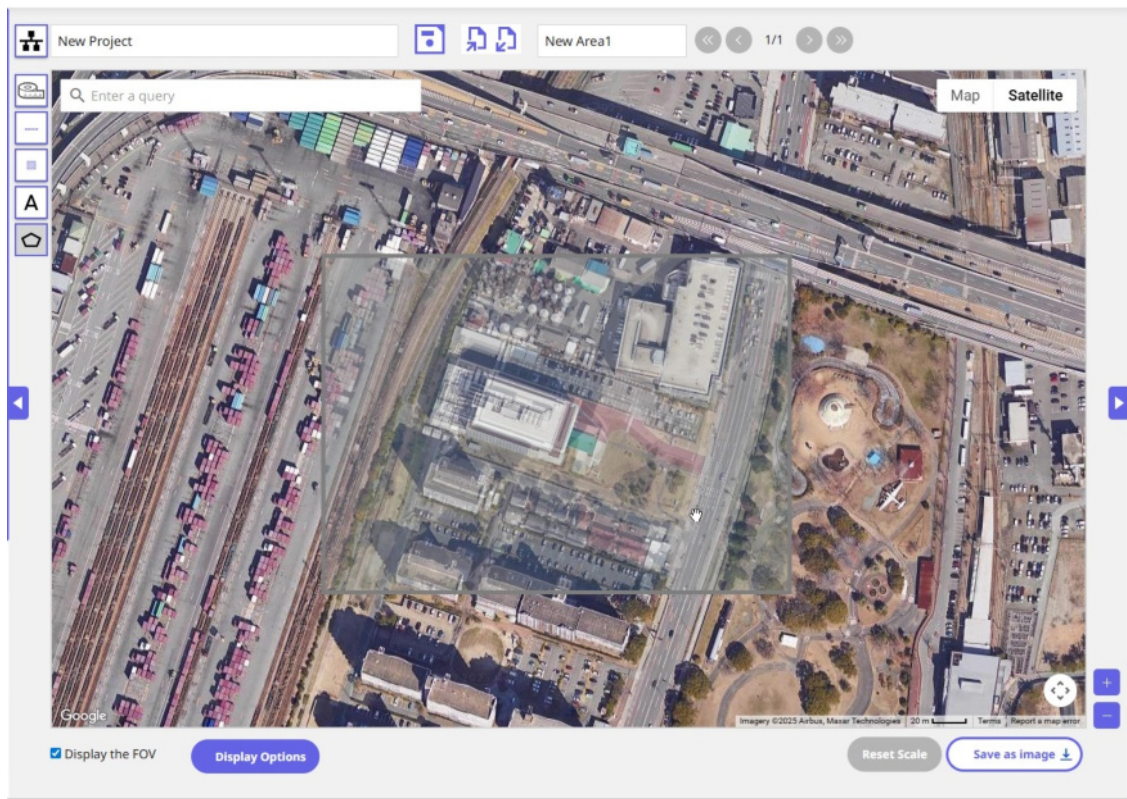 New Project
New Area1
1/1
Enter a query
Map
Satellite
A
Google
Imagery ©2025 Airbus, Maxar Technologies
20 m
Terms
Report a map error
Display the FOV
Display Options
Reset Scale
Save as image